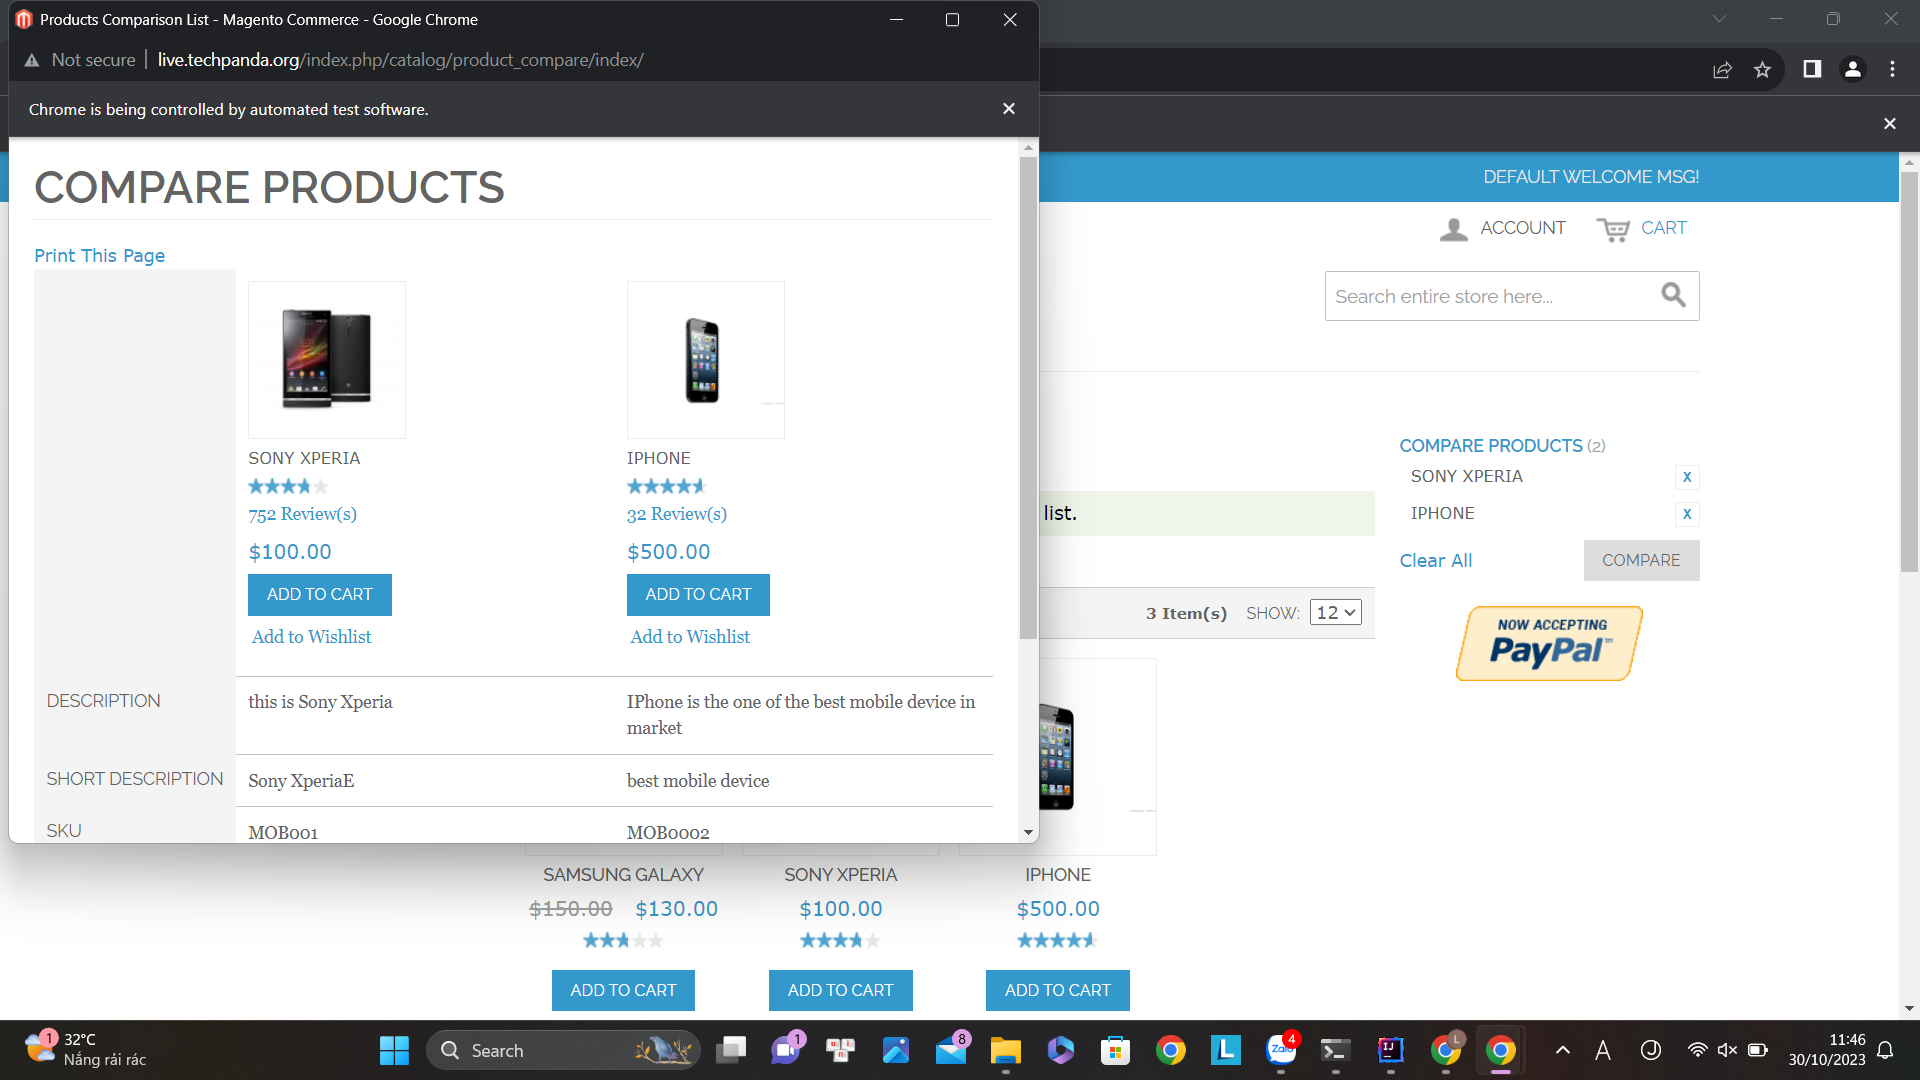 Products Comparison List - Magento Commerce - Google Chrome
Not secure
live.techpanda.org/index.php/catalog/product_compare/index/
Chrome is being controlled by automated test software.
COMPARE PRODUCTS
Print This Page
SONY XPERIA
IPHONE
752 Review(s)
32 Review(s)
$100.00
$500.00
ADD TO CART
ADD TO CART
Add to Wishlist
Add to Wishlist
DESCRIPTION
this is Sony Xperia
IPhone is the one of the best mobile device in
market
SHORT DESCRIPTION
Sony XperiaE
best mobile device
SKU
MOB001
MOB0002
DEFAULT WELCOME MSG!
ACCOUNT
CART
Search entire store here...
COMPARE PRODUCTS (2)
SONY XPERIA
X
IPHONE
X
Clear All
COMPARE
list.
3 Item(s)
SHOW:
12
NOW ACCEPTING
PayPal™
SAMSUNG GALAXY
SONY XPERIA
IPHONE
$150.00
$130.00
$100.00
$500.00
ADD TO CART
ADD TO CART
ADD TO CART
1
32°C
Nắng rải rác
Search
1
8
L
Zalo
4
IJ
L
A
J
11:46
30/10/2023